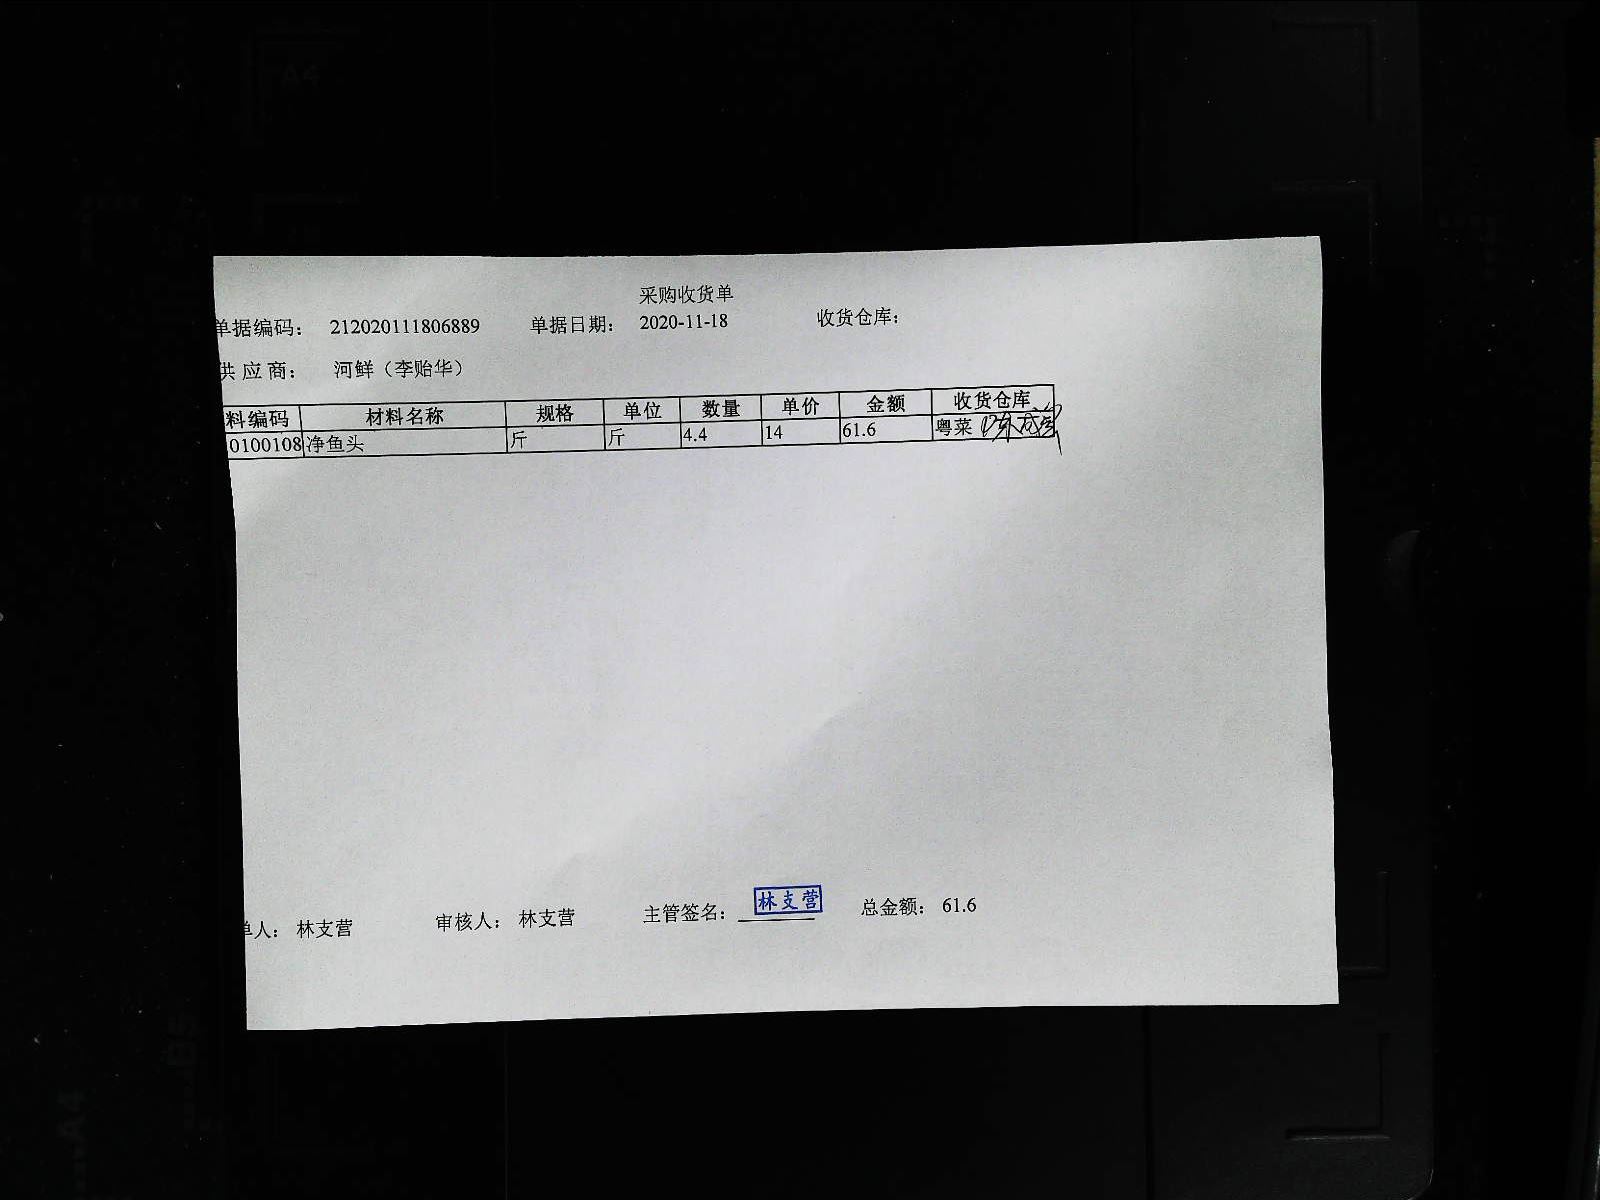 采购收货单
单据编码： 212020111806889 单据日期： 2020-11-18 收货仓库：
供应商： 河鲜（李贻华）
料编码 材料名称 规格 单位 数量 单价 金额 收货仓库
0100108 净鱼头 斤 斤 4.4 14 61.6 粤菜
单人： 林支营 审核人： 林支营 主管签名： 林支营 总金额： 61.6